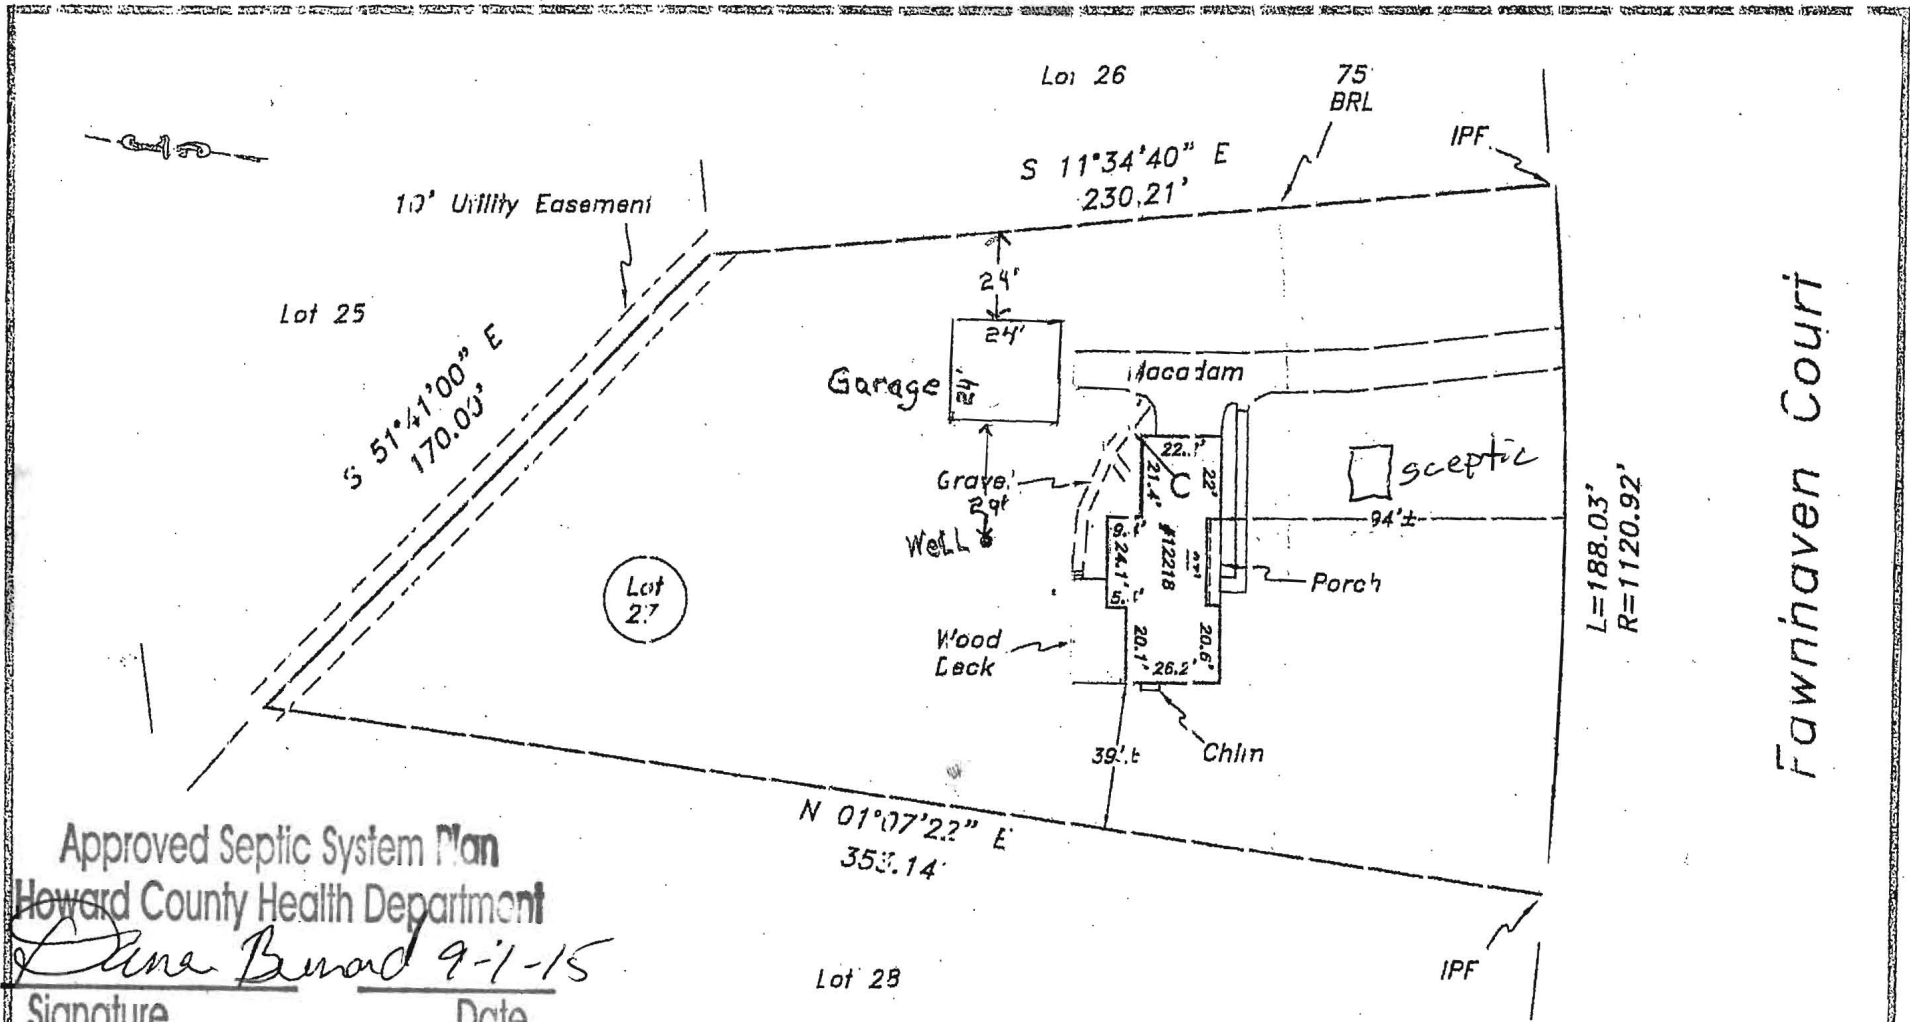 Lot 26
75'
BRL
IPF
S 11°34'40" E
230.21'
10' Utility Easement
Lot 25
S 51°41'00" E
170.00'
24'
24'
24'
Garage
Macadam
Gravel
29'
Well
22'
21.4'
C
sceptic
94'±
#12218
24.1'
Porch
Lot
27
Wood
Deck
20.1'
26.2'
20.6'
39'±
Chim
L=188.03'
R=1120.92'
Fawnhaven Court
N 01°07'22" E
IPF
Lot 28
Approved Septic System Plan
Howard County Health Department
9-1-15
Signature
Date